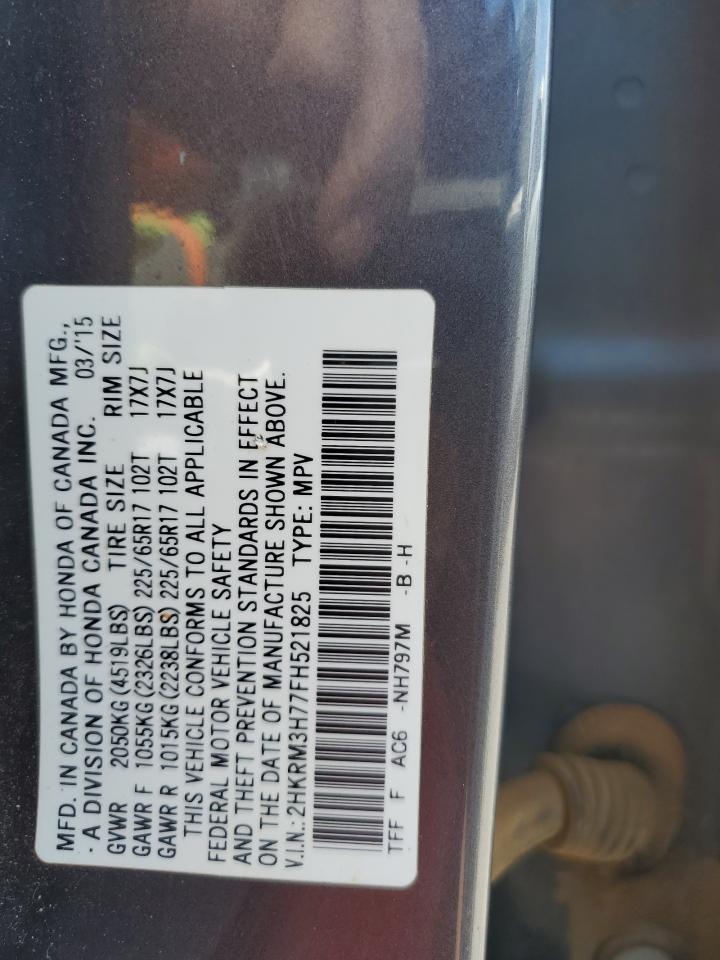 MFD. IN CANADA BY HONDA OF CANADA MFG.,
A DIVISION OF HONDA CANADA INC. 03/'15
GVWR 2050KG(4519LBS) TIRE SIZE RIM SIZE
GAWR F 1055KG(2326LBS) 225/65R17 102T 17X7J
GAWR R 1015KG(2238LBS) 225/65R17 102T 17X7J
THIS VEHICLE CONFORMS TO ALL APPLICABLE
FEDERAL MOTOR VEHICLE SAFETY
AND THEFT PREVENTION STANDARDS IN EFFECT
ON THE DATE OF MANUFACTURE SHOWN ABOVE.
V.I.N.:2HKRM3H77FH521825 TYPE: MPV
TFF F AC6 -NH797M -B -H